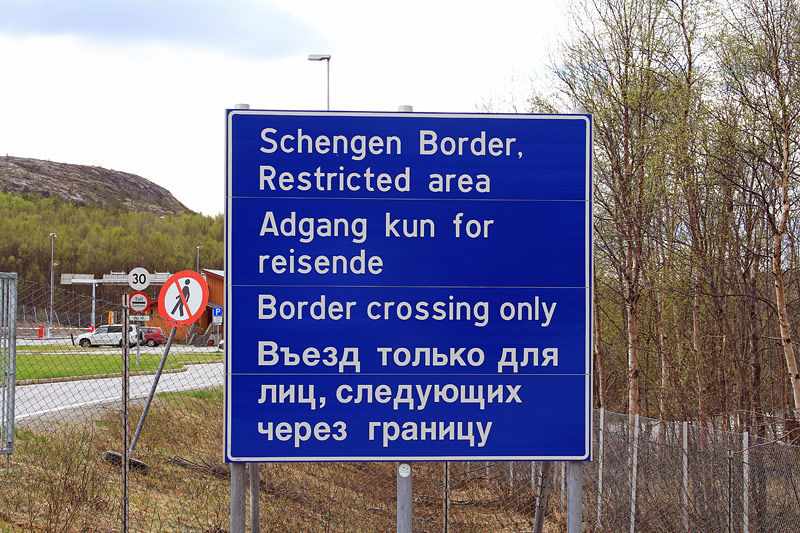 Schengen Border,
Restricted area
Adgang kun for
reisende
Border crossing only
Въезд только для
лиц, следующих
через границу
30
Toll
P